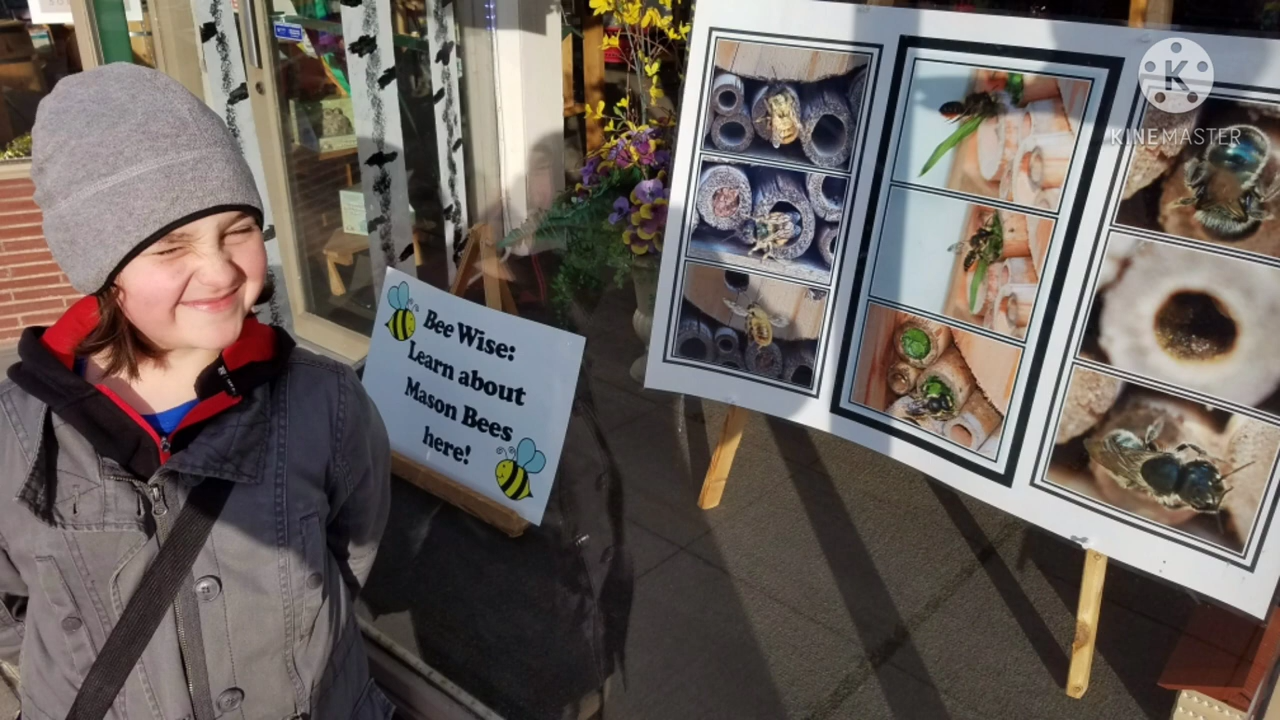 Bee Wise:
Learn about
Mason Bees
here!
K
KINEMASTER